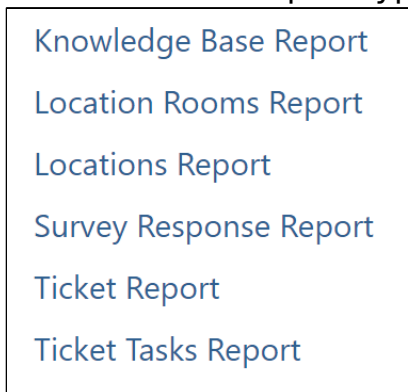 Knowledge Base Report
Location Rooms Report
Locations Report
Survey Response Report
Ticket Report
Ticket Tasks Report